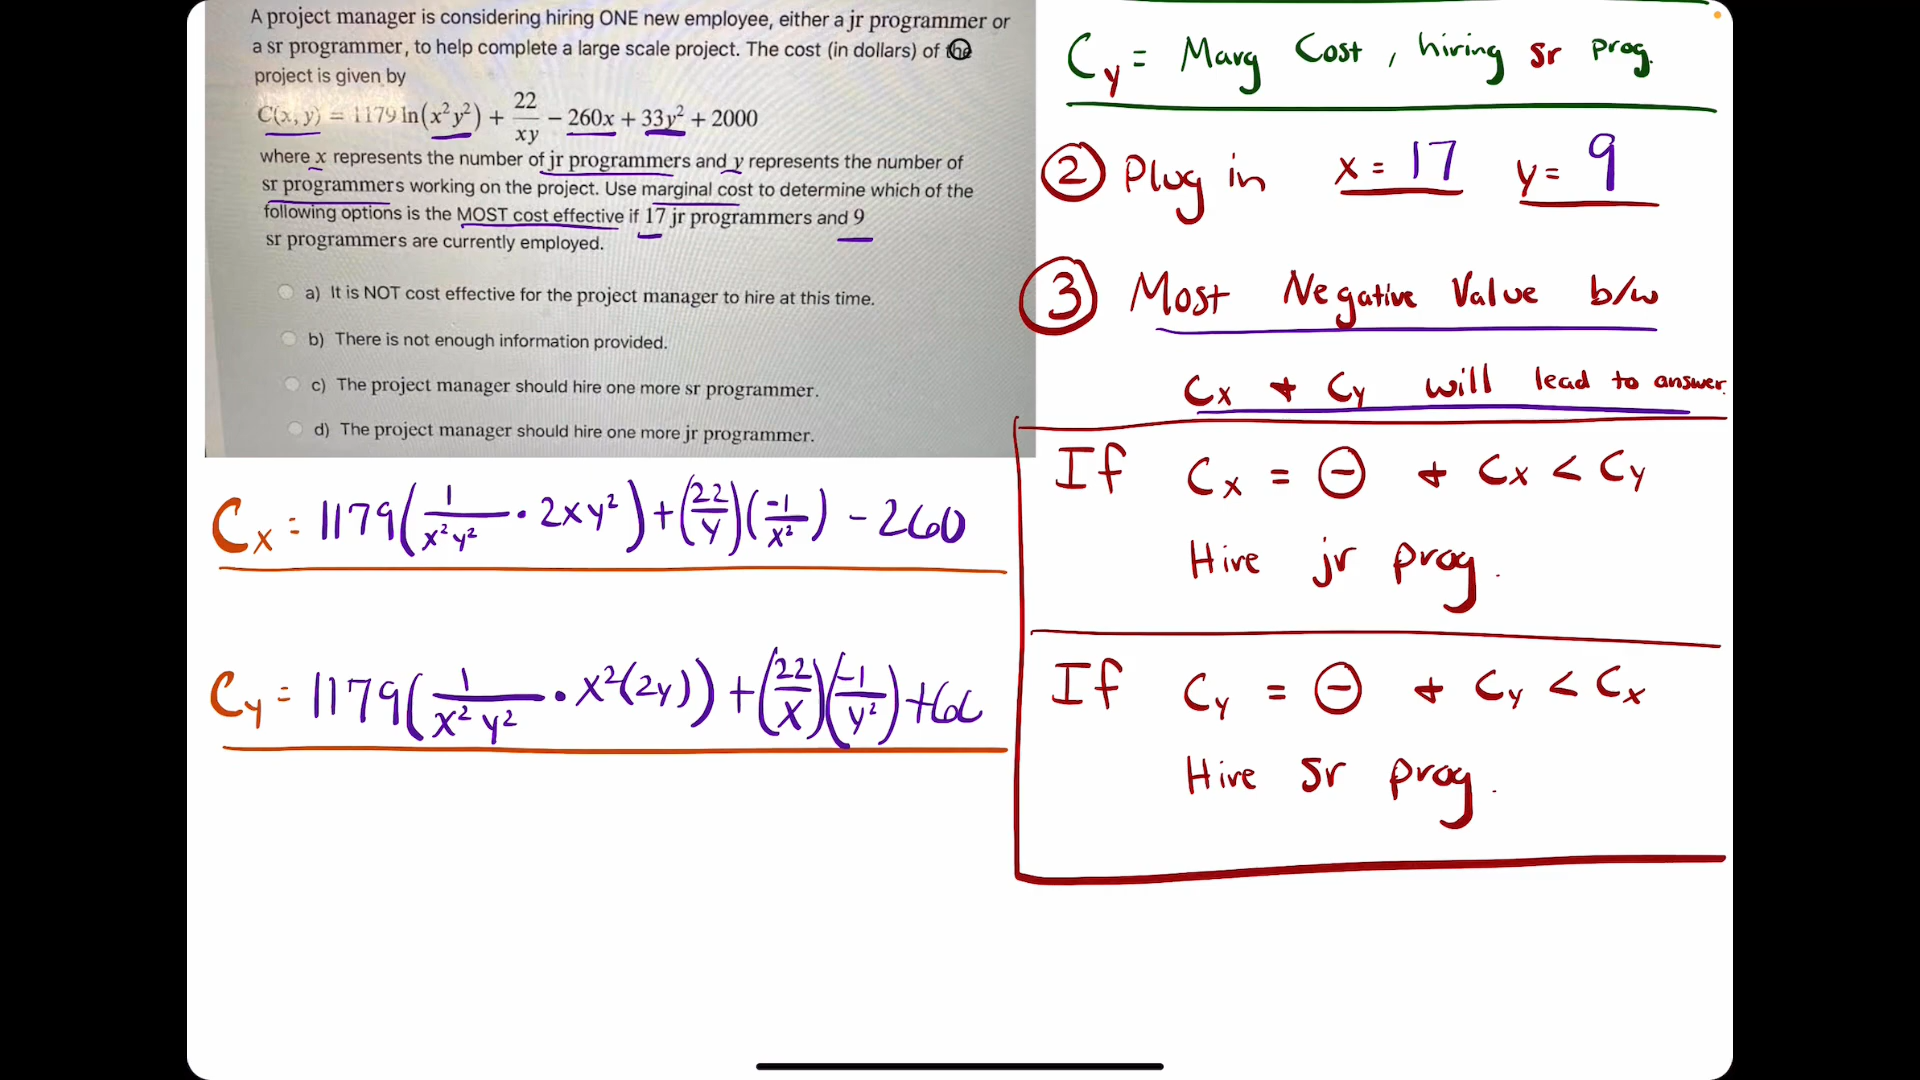 A project manager is considering hiring ONE new employee, either a jr programmer or
a sr programmer, to help complete a large scale project. The cost (in dollars) of the
project is given by
C(x, y) = 1179 ln(x²y²) + 22/xy − 260x + 33y² + 2000
where x represents the number of jr programmers and y represents the number of
sr programmers working on the project. Use marginal cost to determine which of the
following options is the MOST cost effective if 17 jr programmers and 9
sr programmers are currently employed.
a) It is NOT cost effective for the project manager to hire at this time.
b) There is not enough information provided.
c) The project manager should hire one more sr programmer.
d) The project manager should hire one more jr programmer.
Cx = 1179(1/x²y² · 2xy²) + (22/y)(-1/x²) - 260
Cy = 1179(1/x²y² · x²(2y)) + (22/x)(-1/y²) + 66
Cy = Marg Cost, hiring sr prog.
② Plug in x = 17 y = 9
③ Most Negative Value b/w
Cx + Cy will lead to answer.
If Cx = ⊖ + Cx < Cy
Hire jr prog.
If Cy = ⊖ + Cy < Cx
Hire Sr prog.